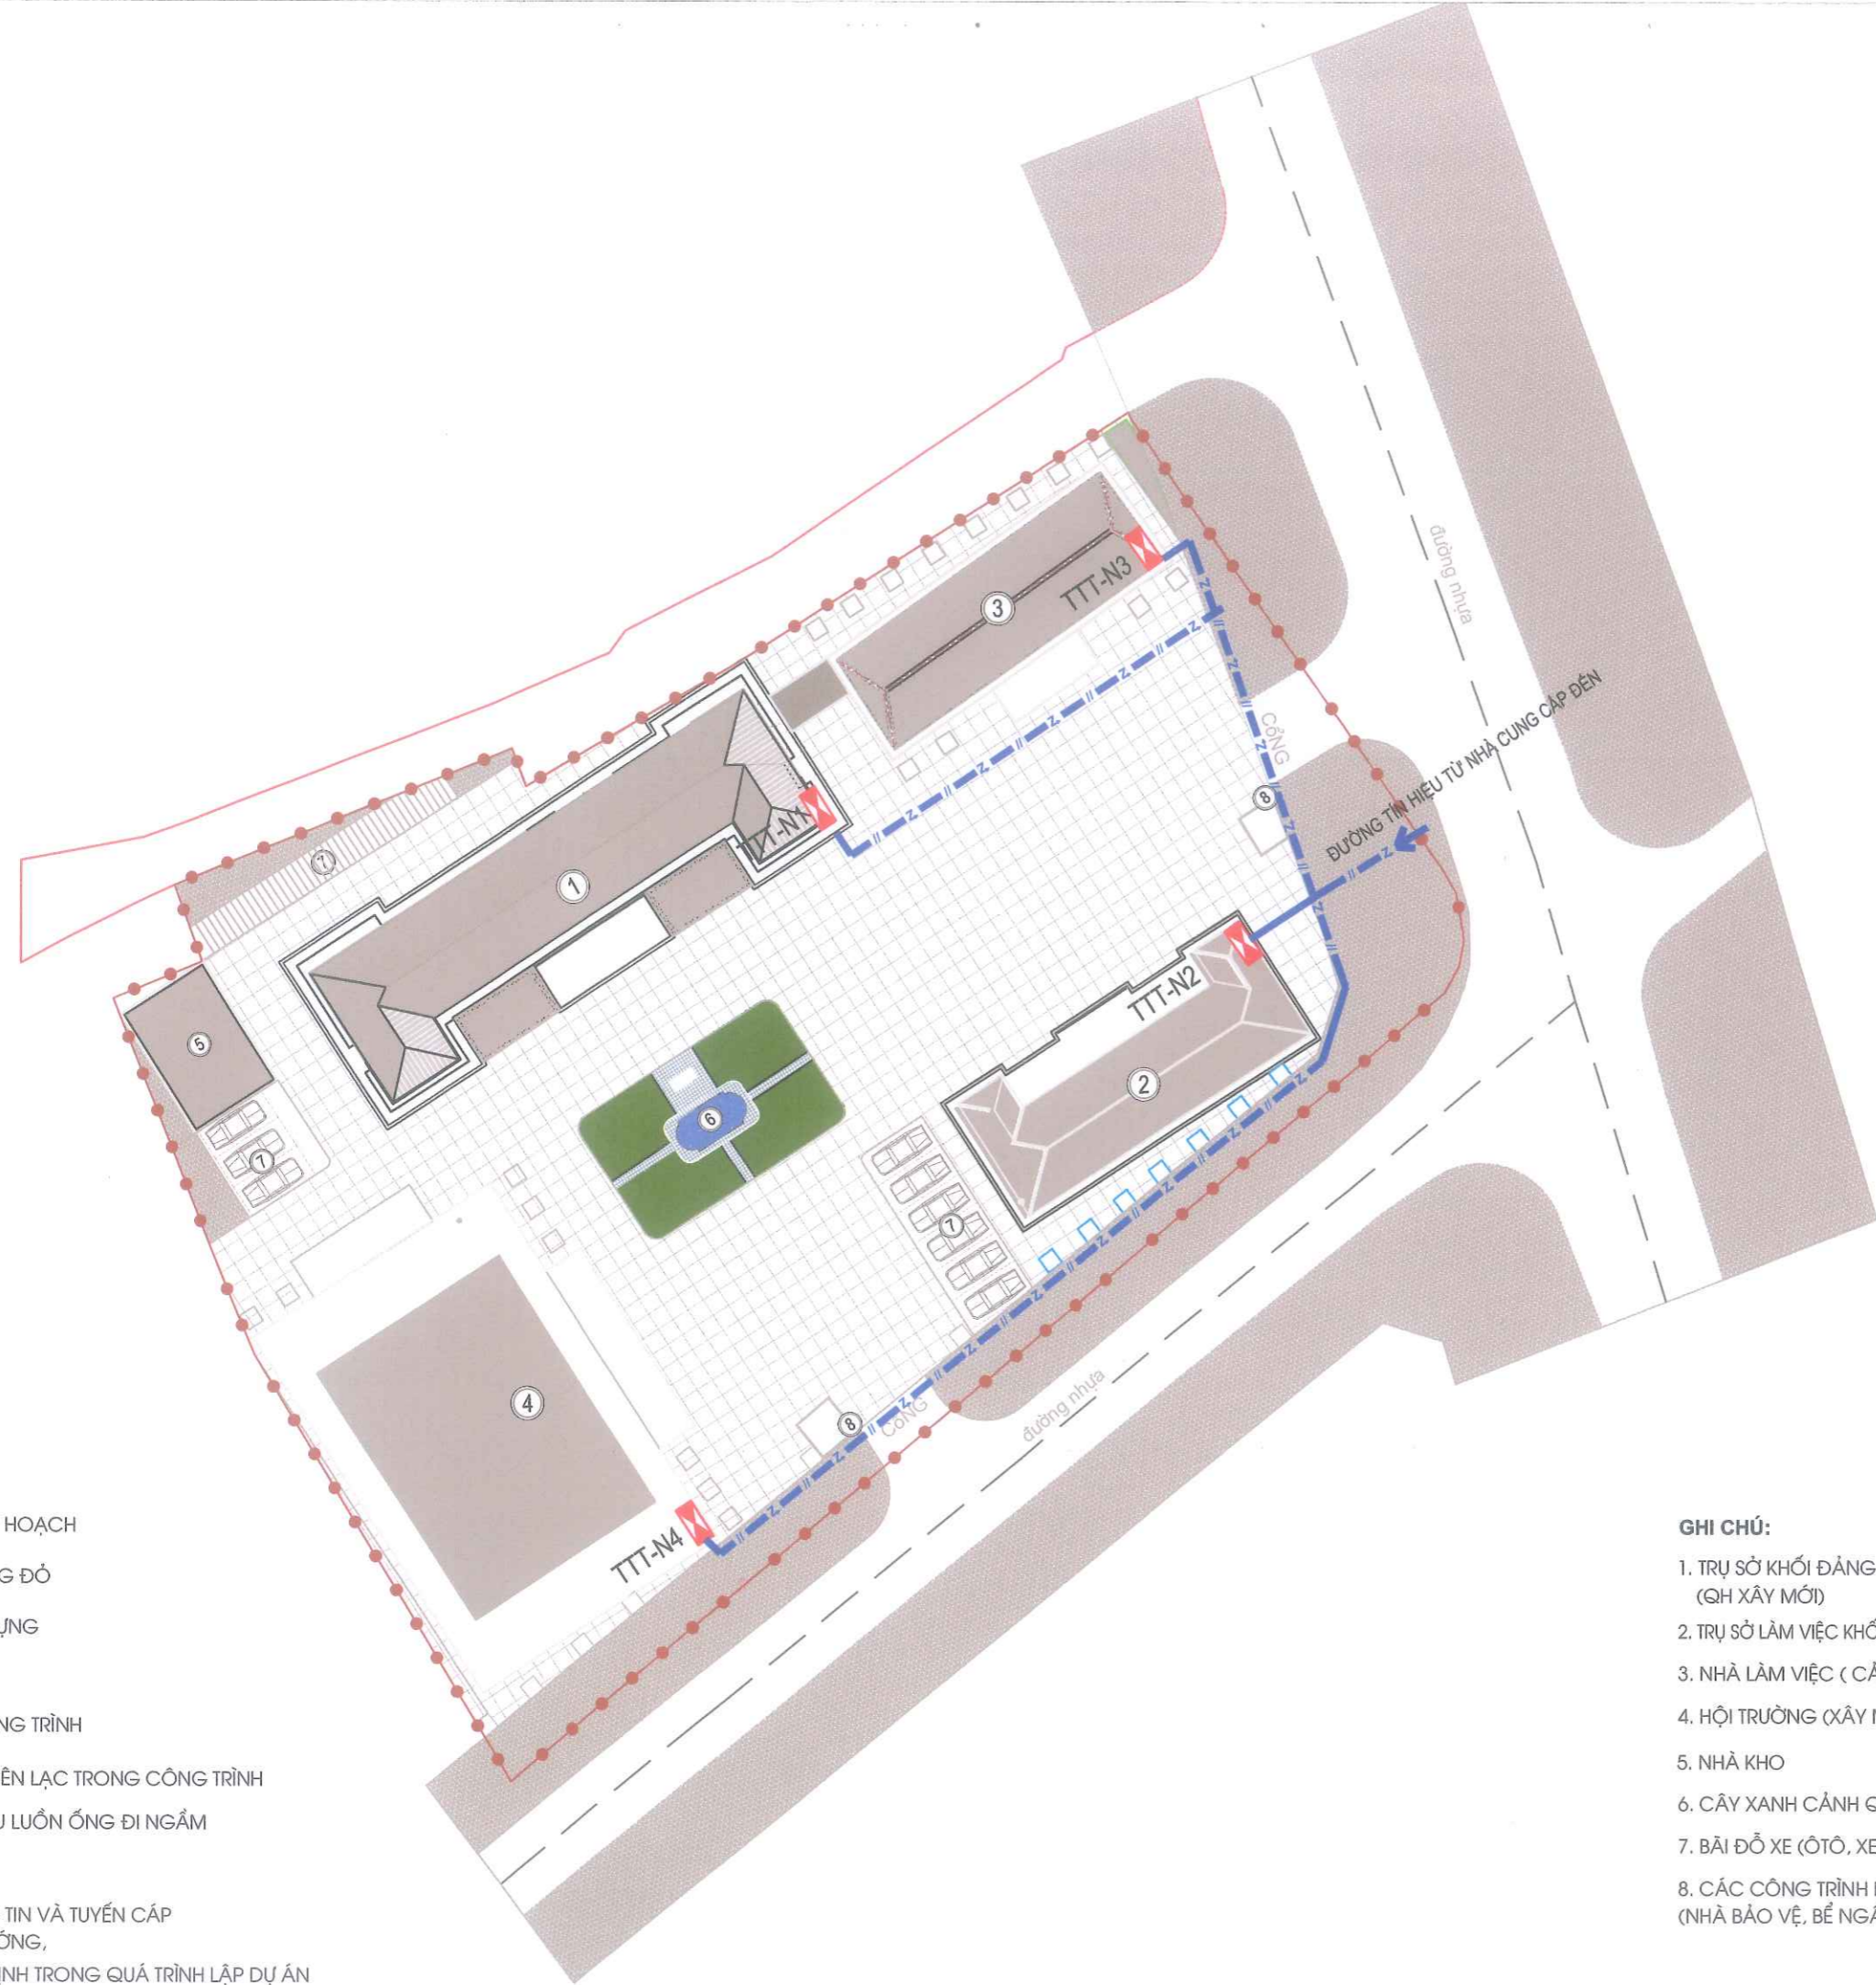 đường nhựa
TTT-N3
3
CỔNG
8
ĐƯỜNG TÍN HIỆU TỪ NHÀ CUNG CẤP ĐẾN
TT-N1
7
1
TTT-N2
5
2
6
7
7
4
8
CỔNG
đường nhựa
TTT-N4
HOẠCH
G ĐỎ
ỰNG
NG TRÌNH
ÊN LẠC TRONG CÔNG TRÌNH
U LUỒN ỐNG ĐI NGẦM
TIN VÀ TUYẾN CÁP
ỚNG,
ỊNH TRONG QUÁ TRÌNH LẬP DỰ ÁN
GHI CHÚ:
1. TRỤ SỞ KHỐI ĐẢNG
(QH XÂY MỚI)
2. TRỤ SỞ LÀM VIỆC KHỐ
3. NHÀ LÀM VIỆC ( CẢ
4. HỘI TRƯỜNG (XÂY
5. NHÀ KHO
6. CÂY XANH CẢNH
7. BÃI ĐỖ XE (ÔTÔ, XE
8. CÁC CÔNG TRÌNH
(NHÀ BẢO VỆ, BỂ NGẦ